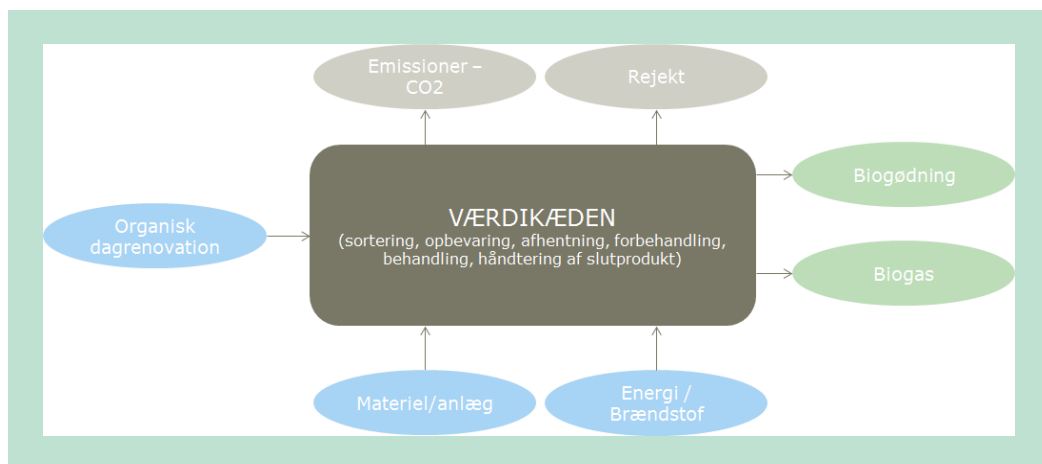 Emissioner –
CO2
Rejekt
Biogødning
VÆRDIKÆDEN
(sortering, opbevaring, afhentning, forbehandling,
behandling, håndtering af slutprodukt)
Organisk
dagrenovation
Biogas
Materiel/anlæg
Energi /
Brændstof